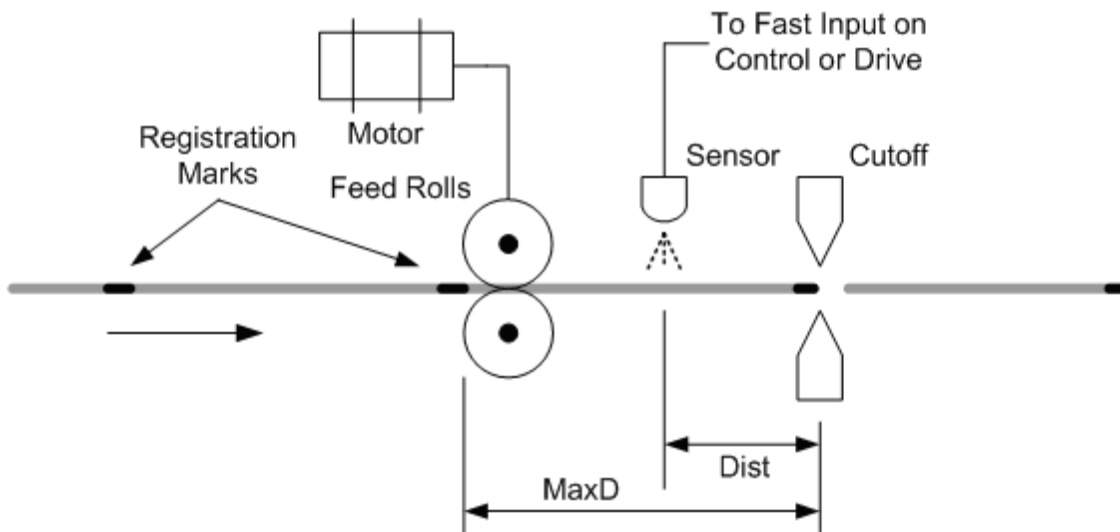 To Fast Input on
Control or Drive
Motor
Registration
Marks
Sensor
Cutoff
Feed Rolls
Dist
MaxD